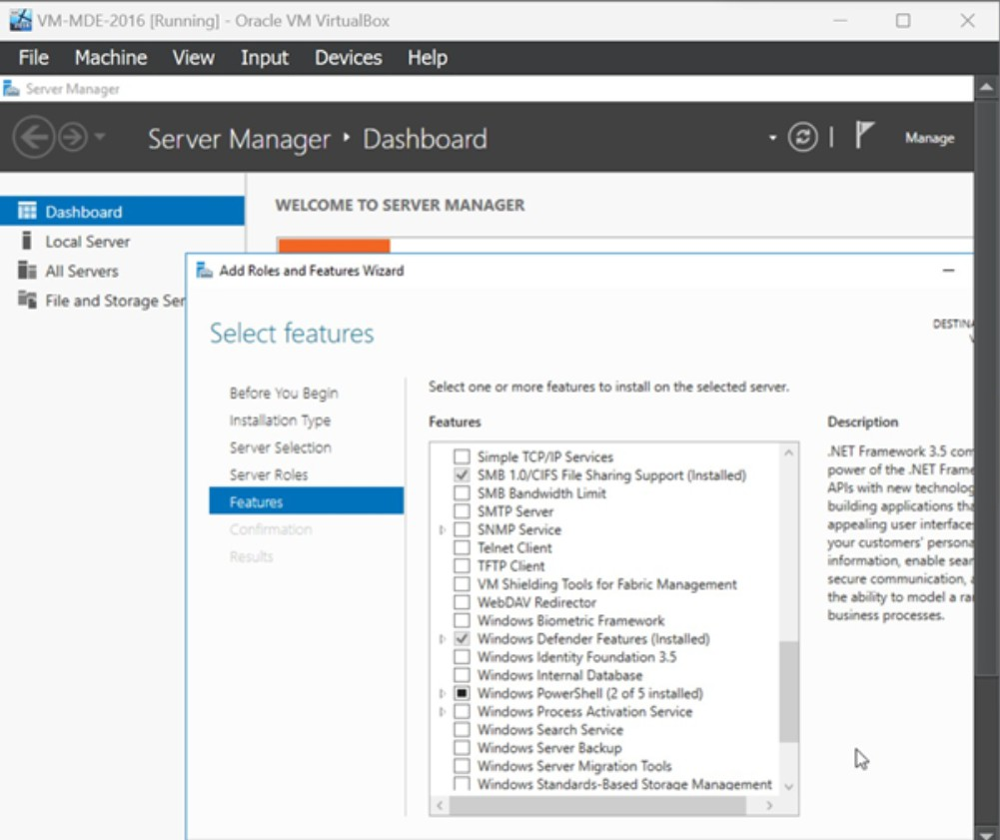 VM-MDE-2016 [Running] - Oracle VM VirtualBox
File Machine View Input Devices Help
Server Manager
Server Manager ‣ Dashboard
Manage
Dashboard
Local Server
All Servers
File and Storage Ser
WELCOME TO SERVER MANAGER
Add Roles and Features Wizard
Select features
DESTINA
Before You Begin
Installation Type
Server Selection
Server Roles
Features
Confirmation
Results
Select one or more features to install on the selected server.
Features
Simple TCP/IP Services
SMB 1.0/CIFS File Sharing Support (Installed)
SMB Bandwidth Limit
SMTP Server
SNMP Service
Telnet Client
TFTP Client
VM Shielding Tools for Fabric Management
WebDAV Redirector
Windows Biometric Framework
Windows Defender Features (Installed)
Windows Identity Foundation 3.5
Windows Internal Database
Windows PowerShell (2 of 5 installed)
Windows Process Activation Service
Windows Search Service
Windows Server Backup
Windows Server Migration Tools
Windows Standards-Based Storage Management
Description
.NET Framework 3.5 com
power of the .NET Frame
APIs with new technolog
building applications tha
appealing user interface
your customers' persona
information, enable sear
secure communication, a
the ability to model a ra
business processes.